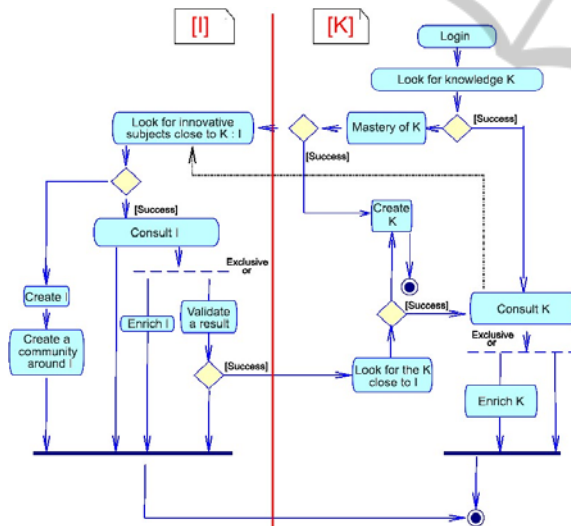 [I]
[K]
Login
Look for knowledge K
Look for innovative
subjects close to K : I
Mastery of K
[Success]
[Success]
[Success]
Consult I
Create
K
Exclusive
or
Create I
Enrich I
Validate
a result
[Success]
Consult K
Create a
community
around I
Exclusive
or
[Success]
Look for the K
close to I
Enrich K